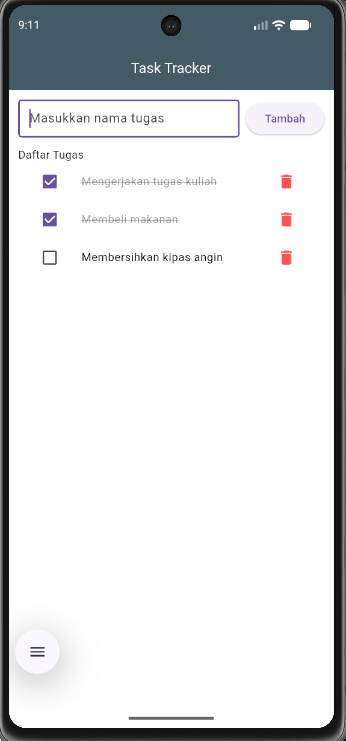 9:11
Task Tracker
Masukkan nama tugas
Tambah
Daftar Tugas
Mengerjakan tugas kuliah
Membeli makanan
Membersihkan kipas angin